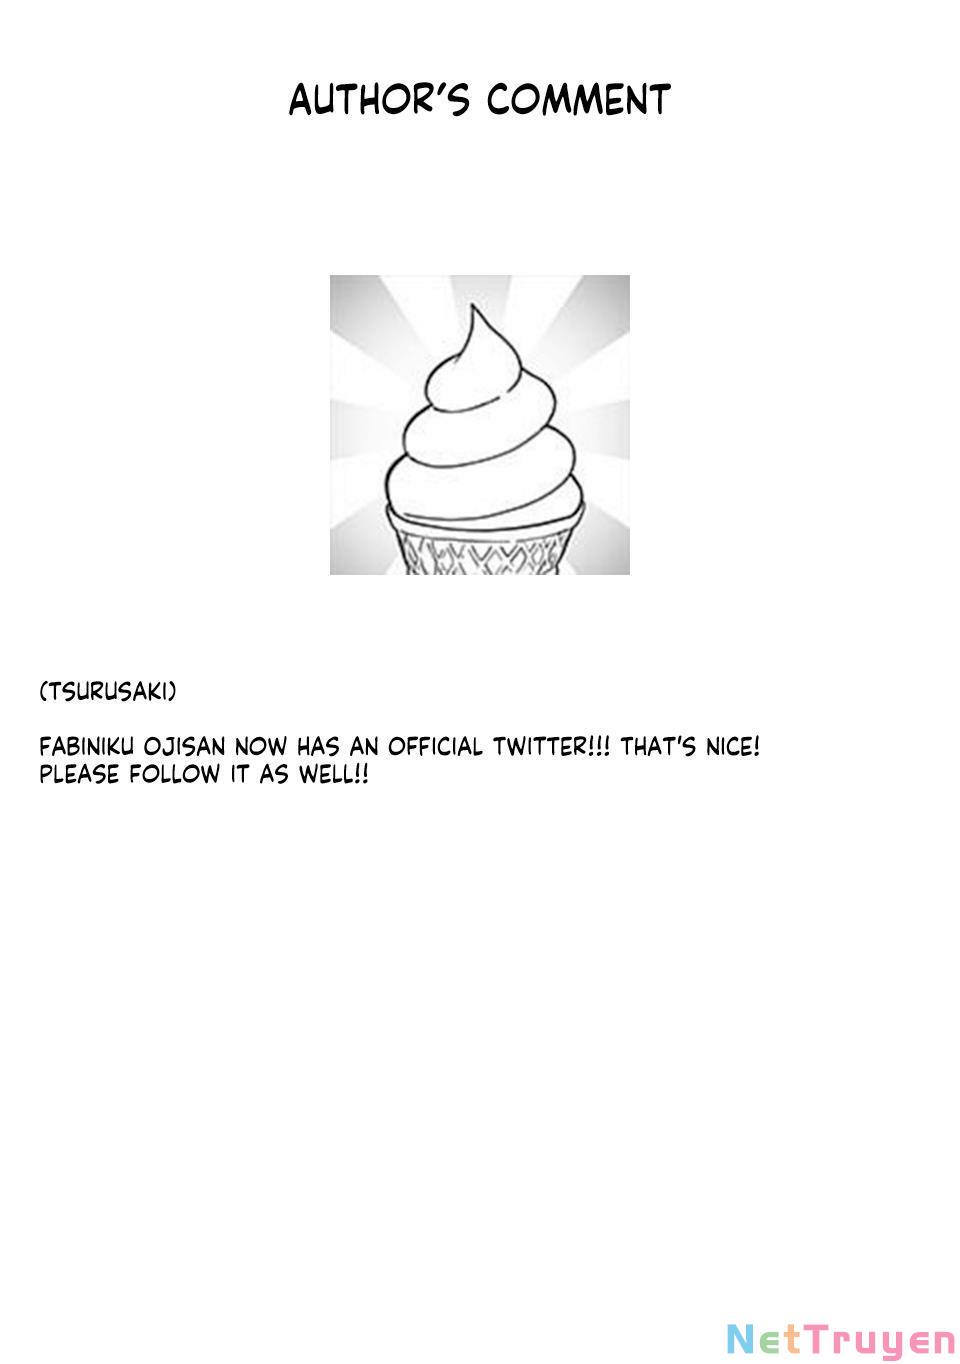 AUTHOR'S COMMENT
(TSURUSAKI)
FABINIKU OJISAN NOW HAS AN OFFICIAL TWITTER!!! THAT'S NICE!
PLEASE FOLLOW IT AS WELL!!
NetTruyen